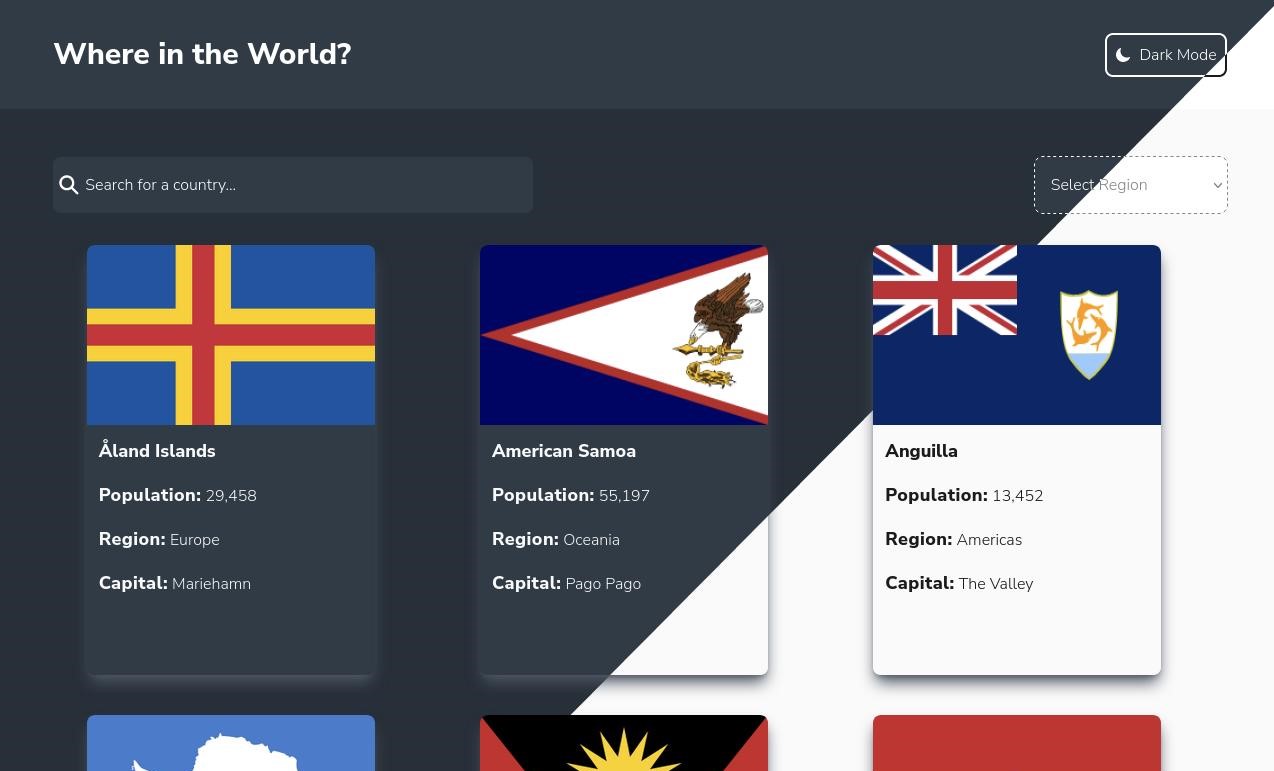 Where in the World?
Dark Mode
Search for a country...
Select Region
Åland Islands
Population: 29,458
Region: Europe
Capital: Mariehamn
American Samoa
Population: 55,197
Region: Oceania
Capital: Pago Pago
Anguilla
Population: 13,452
Region: Americas
Capital: The Valley